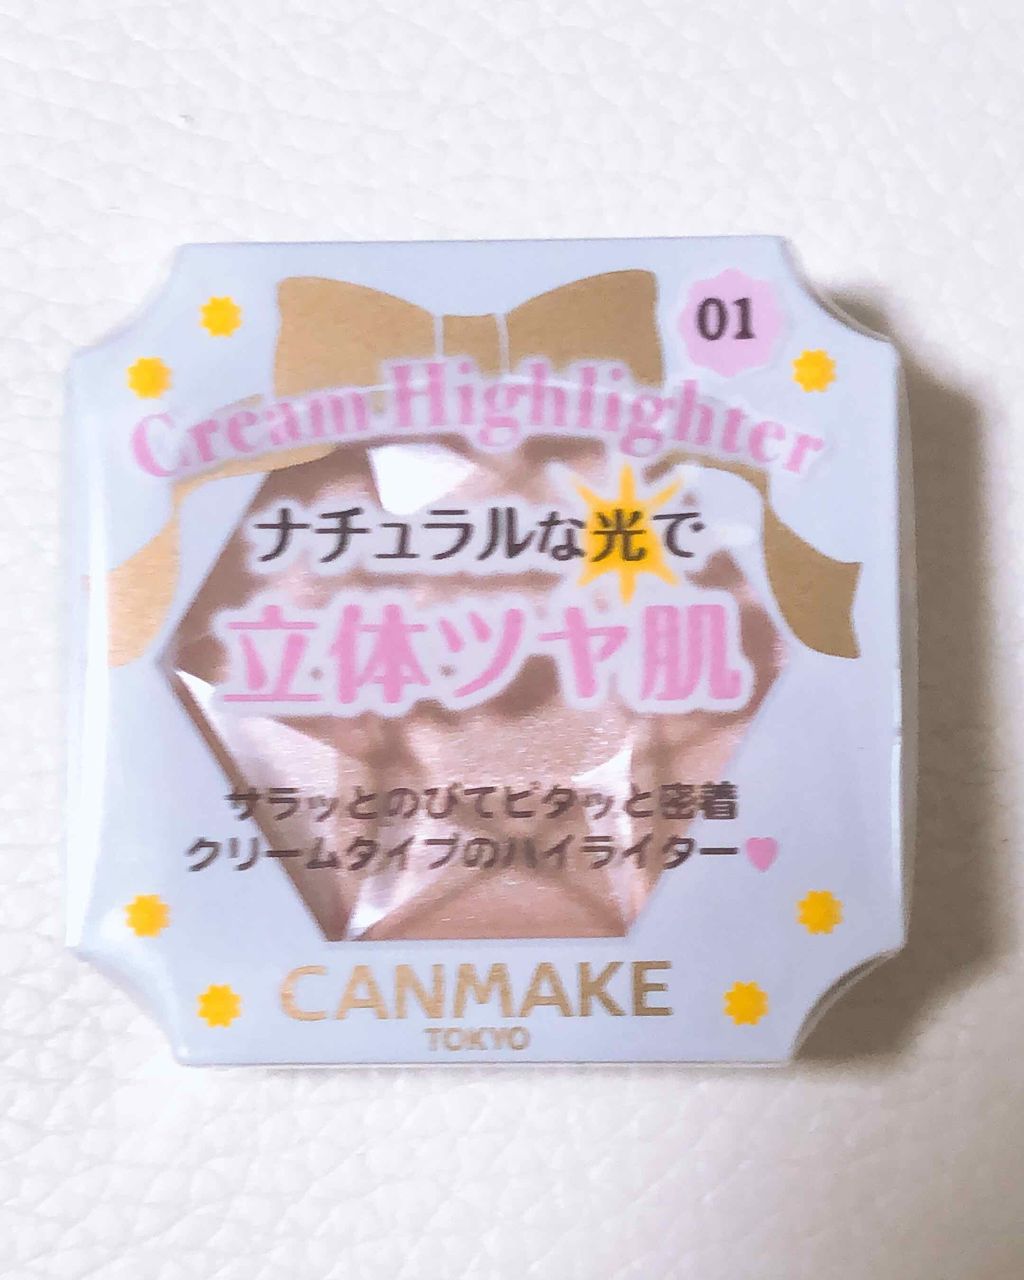 01
Cream Highlighter
ナチュラルな光で
立体ツヤ肌
サラッとのびてピタッと密着
クリームタイプのハイライター♥
CANMAKE
TOKYO